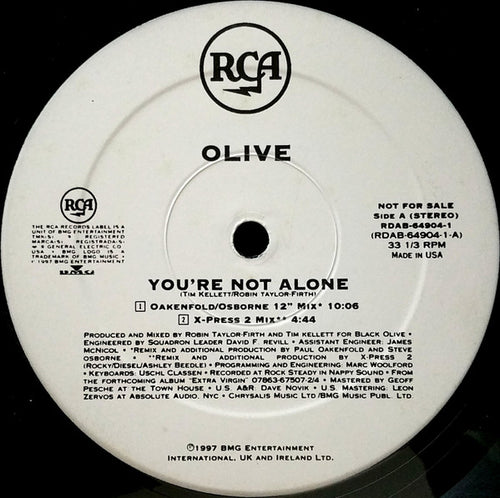 RCA
OLIVE
RCA
THE RCA RECORDS LABEL IS A
UNIT OF BMG ENTERTAINMENT
TMK(S) ® REGISTERED
MARCA(S) REGISTRADA(S)
GENERAL ELECTRIC CO.,
USA • BMG LOGO IS A
TRADEMARK OF BMG MUSIC •
℗ 1997 BMG ENTERTAINMENT
BMG
NOT FOR SALE
SIDE A (STEREO)
RDAB-64904-1
(RDAB-64904-1-A)
33 1/3 RPM
MADE IN USA
YOU'RE NOT ALONE
(TIM KELLETT/ROBIN TAYLOR-FIRTH)
1 OAKENFOLD/OSBORNE 12" MIX* 10:06
2 X-PRESS 2 MIX** 4:44
PRODUCED AND MIXED BY ROBIN TAYLOR-FIRTH AND TIM KELLETT FOR BLACK OLIVE •
ENGINEERED BY SQUADRON LEADER DAVID F. REVILL • ASSISTANT ENGINEER: JAMES
MCNICOL • *REMIX AND ADDITIONAL PRODUCTION BY PAUL OAKENFOLD AND STEVE
OSBORNE • **REMIX AND ADDITIONAL PRODUCTION BY X-PRESS 2
(ROCKY/DIESEL/ASHLEY BEEDLE) • PROGRAMMING AND ENGINEERING: MARC WOOLFORD
• KEYBOARDS: USCHL CLASSEN • RECORDED AT ROCK STEADY IN NAPPY SOUND • FROM
THE FORTHCOMING ALBUM "EXTRA VIRGIN" 07863-67507-2/4 • MASTERED BY GEOFF
PESCHE AT THE TOWN HOUSE • U.S. A&R: DAVE NOVIK • U.S. MASTERING: LEON
ZERVOS AT ABSOLUTE AUDIO, NYC • CHRYSALIS MUSIC LTD./BMG MUSIC PUBL. LTD.
℗1997 BMG ENTERTAINMENT
INTERNATIONAL, UK AND IRELAND LTD.